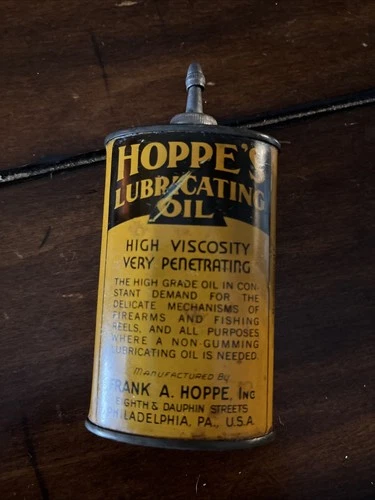 HOPPE'S
LUBRICATING
OIL
HIGH VISCOSITY
VERY PENETRATING
THE HIGH GRADE OIL IN CON-
STANT DEMAND FOR THE
DELICATE MECHANISMS OF
FIREARMS AND FISHING
REELS, AND ALL PURPOSES
WHERE A NON-GUMMING
LUBRICATING OIL IS NEEDED.
MANUFACTURED BY
FRANK A. HOPPE, INC
EIGHTH & DAUPHIN STREETS
PHILADELPHIA, PA., U.S.A.